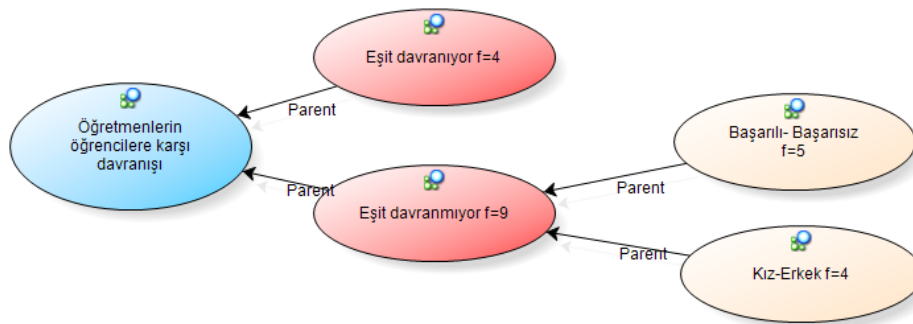 Eşit davranıyor f=4
Parent
Öğretmenlerin
öğrencilere karşı
davranışı
Başarılı- Başarısız
f=5
Parent
Parent
Eşit davranmıyor f=9
Parent
Kız-Erkek f=4